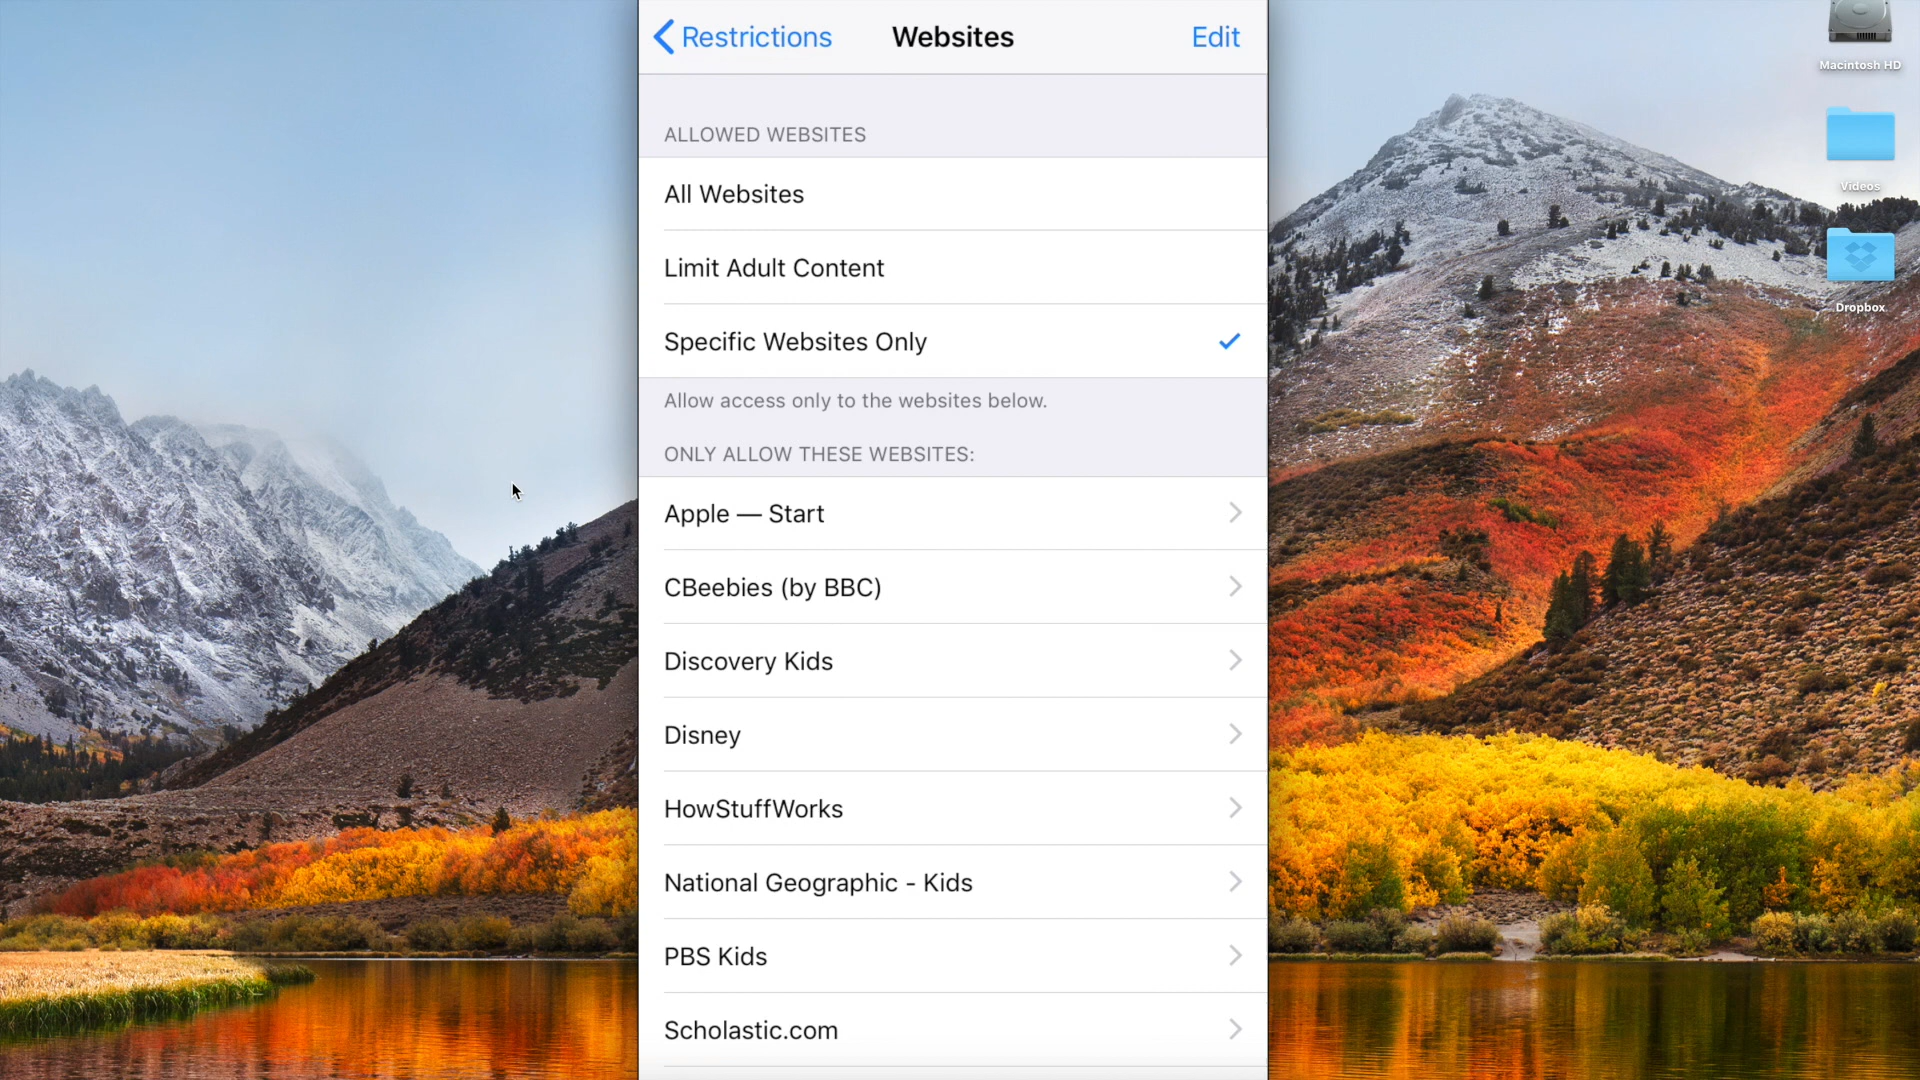 Restrictions
Websites
Edit
ALLOWED WEBSITES
All Websites
Limit Adult Content
Specific Websites Only
Allow access only to the websites below.
ONLY ALLOW THESE WEBSITES:
Apple — Start
CBeebies (by BBC)
Discovery Kids
Disney
HowStuffWorks
National Geographic - Kids
PBS Kids
Scholastic.com
Macintosh HD
Videos
Dropbox